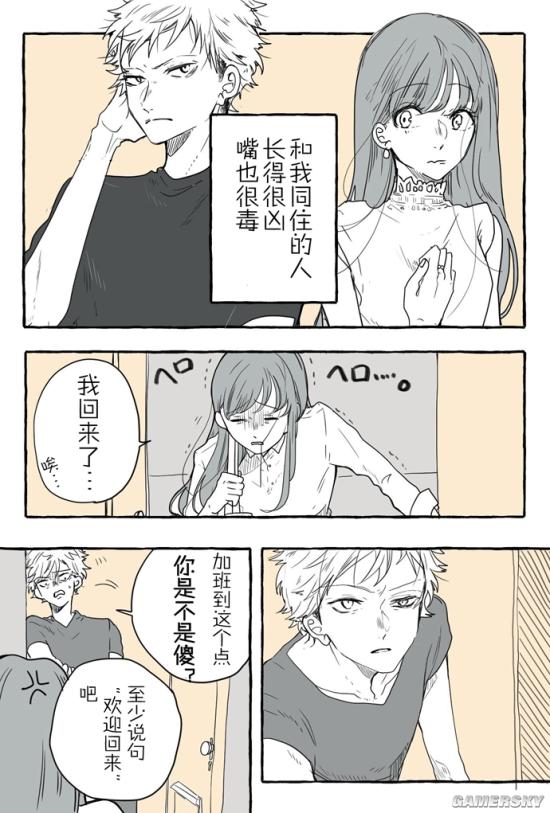 和我同住的人
长得很凶
嘴也很毒
ヘロ....。
ヘロ
我回来了...
唉...
加班到这个点
你是不是傻？
至少说句
“欢迎回来”
吧
GAMERSKY